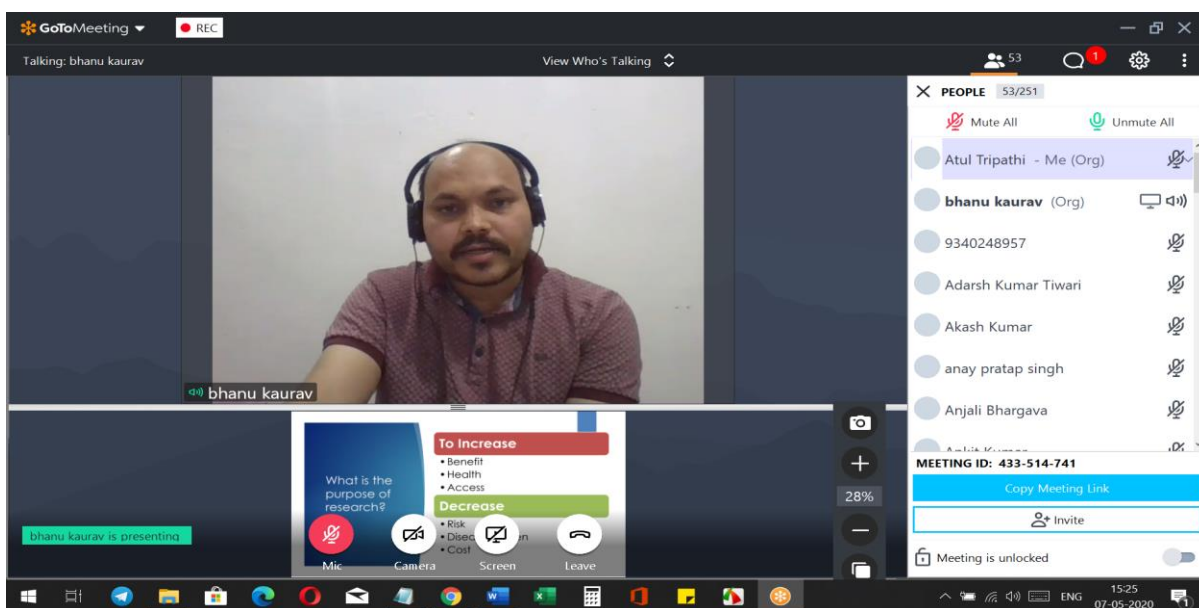 GoToMeeting
REC
Talking: bhanu kaurav
View Who's Talking
53
1
PEOPLE 53/251
Mute All
Unmute All
Atul Tripathi - Me (Org)
bhanu kaurav (Org)
9340248957
Adarsh Kumar Tiwari
Akash Kumar
anay pratap singh
Anjali Bhargava
bhanu kaurav
MEETING ID: 433-514-741
Copy Meeting Link
Invite
Meeting is unlocked
28%
What is the
purpose of
research?
To Increase
• Benefit
• Health
• Access
Decrease
• Risk
• Cost
bhanu kaurav is presenting
Mic
Camera
Screen
Leave
ENG
15:25
07-05-2020